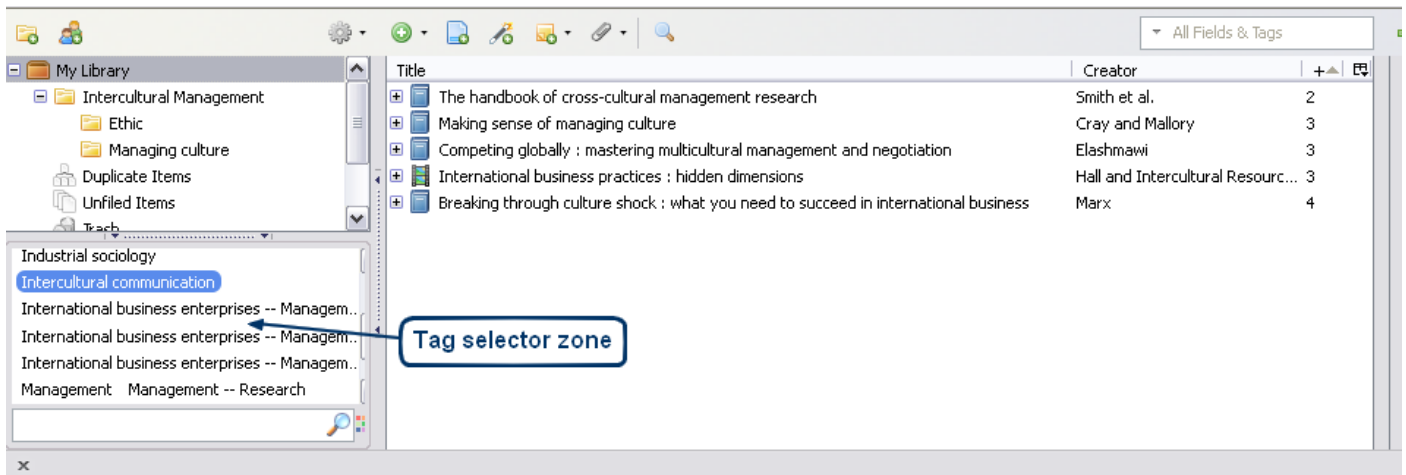 All Fields & Tags
My Library
Intercultural Management
Ethic
Managing culture
Duplicate Items
Unfiled Items
Trash
Industrial sociology
Intercultural communication
International business enterprises -- Managem..
International business enterprises -- Managem..
International business enterprises -- Managem..
Management Management -- Research
Title Creator +
The handbook of cross-cultural management research Smith et al. 2
Making sense of managing culture Cray and Mallory 3
Competing globally : mastering multicultural management and negotiation Elashmawi 3
International business practices : hidden dimensions Hall and Intercultural Resourc... 3
Breaking through culture shock : what you need to succeed in international business Marx 4
Tag selector zone